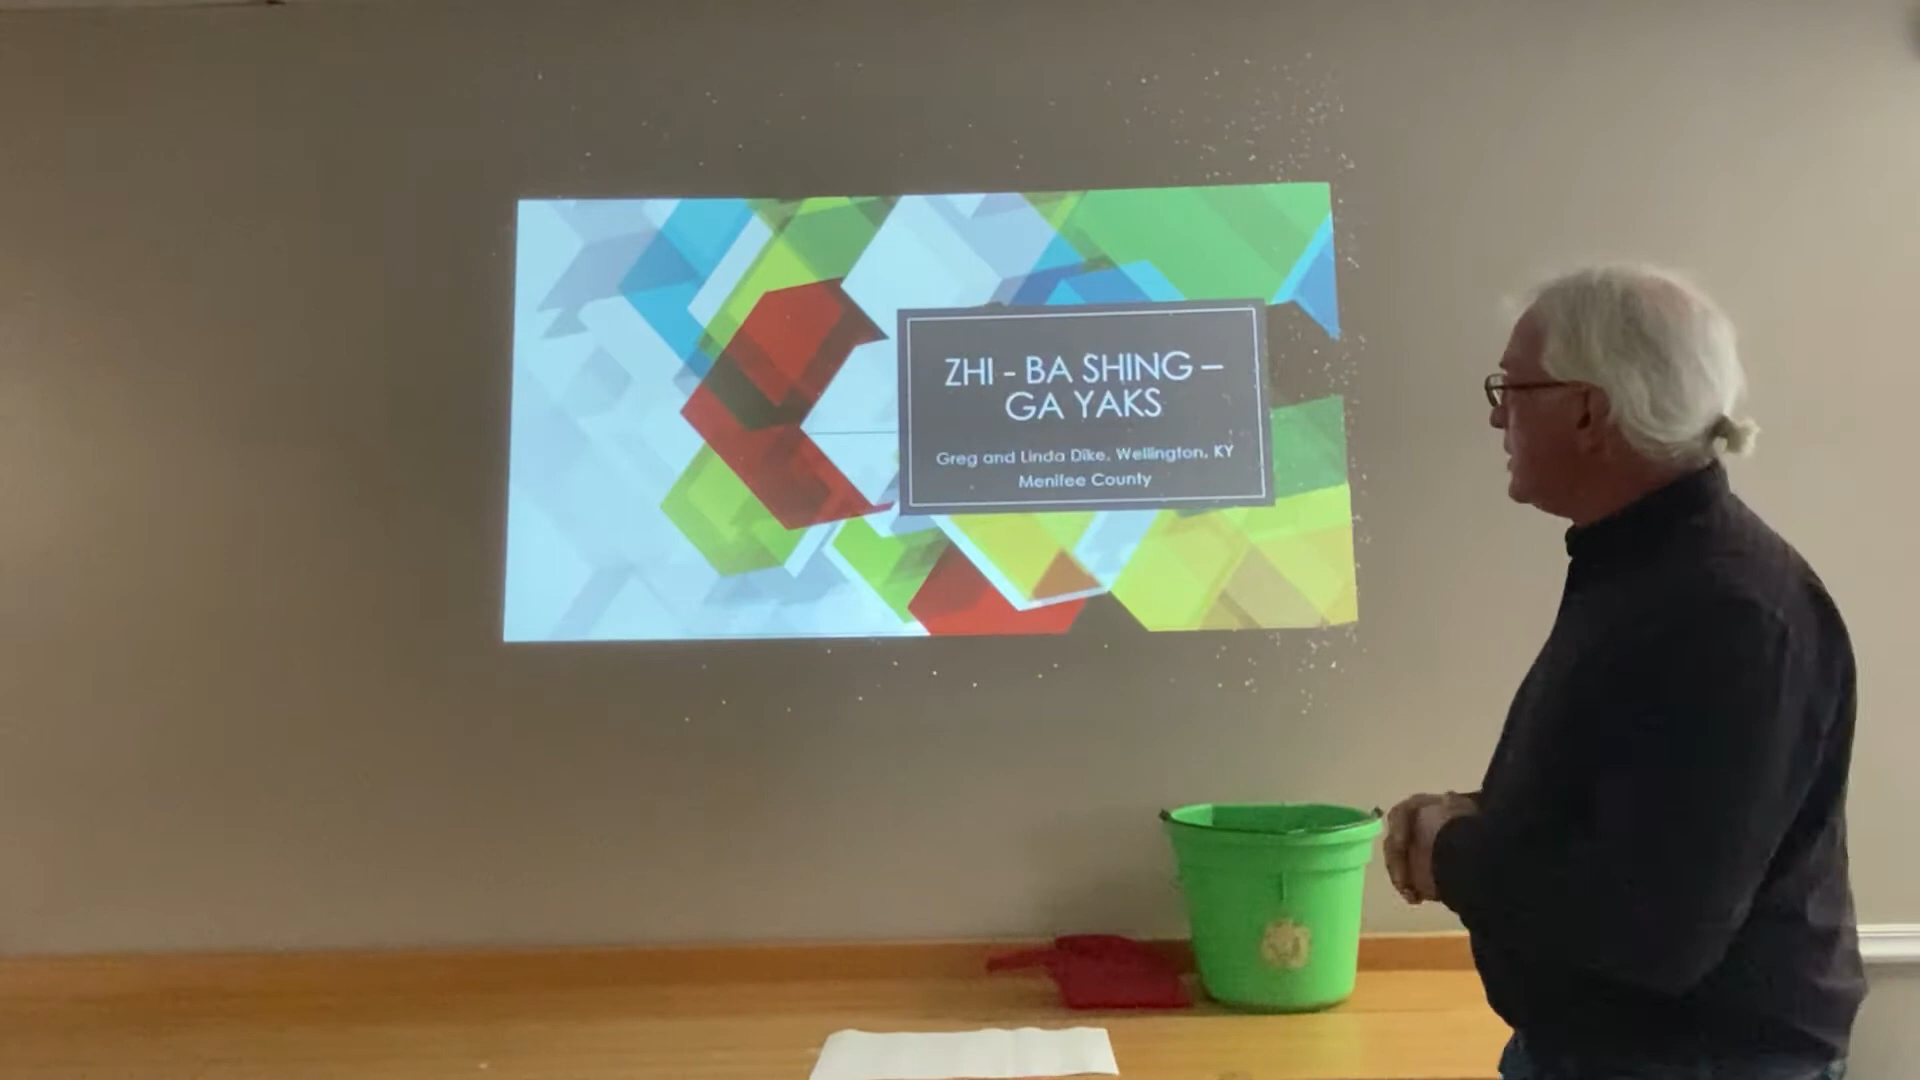 ZHI - BA SHING –
GA YAKS
Greg and Linda Dike, Wellington, KY
Menifee County